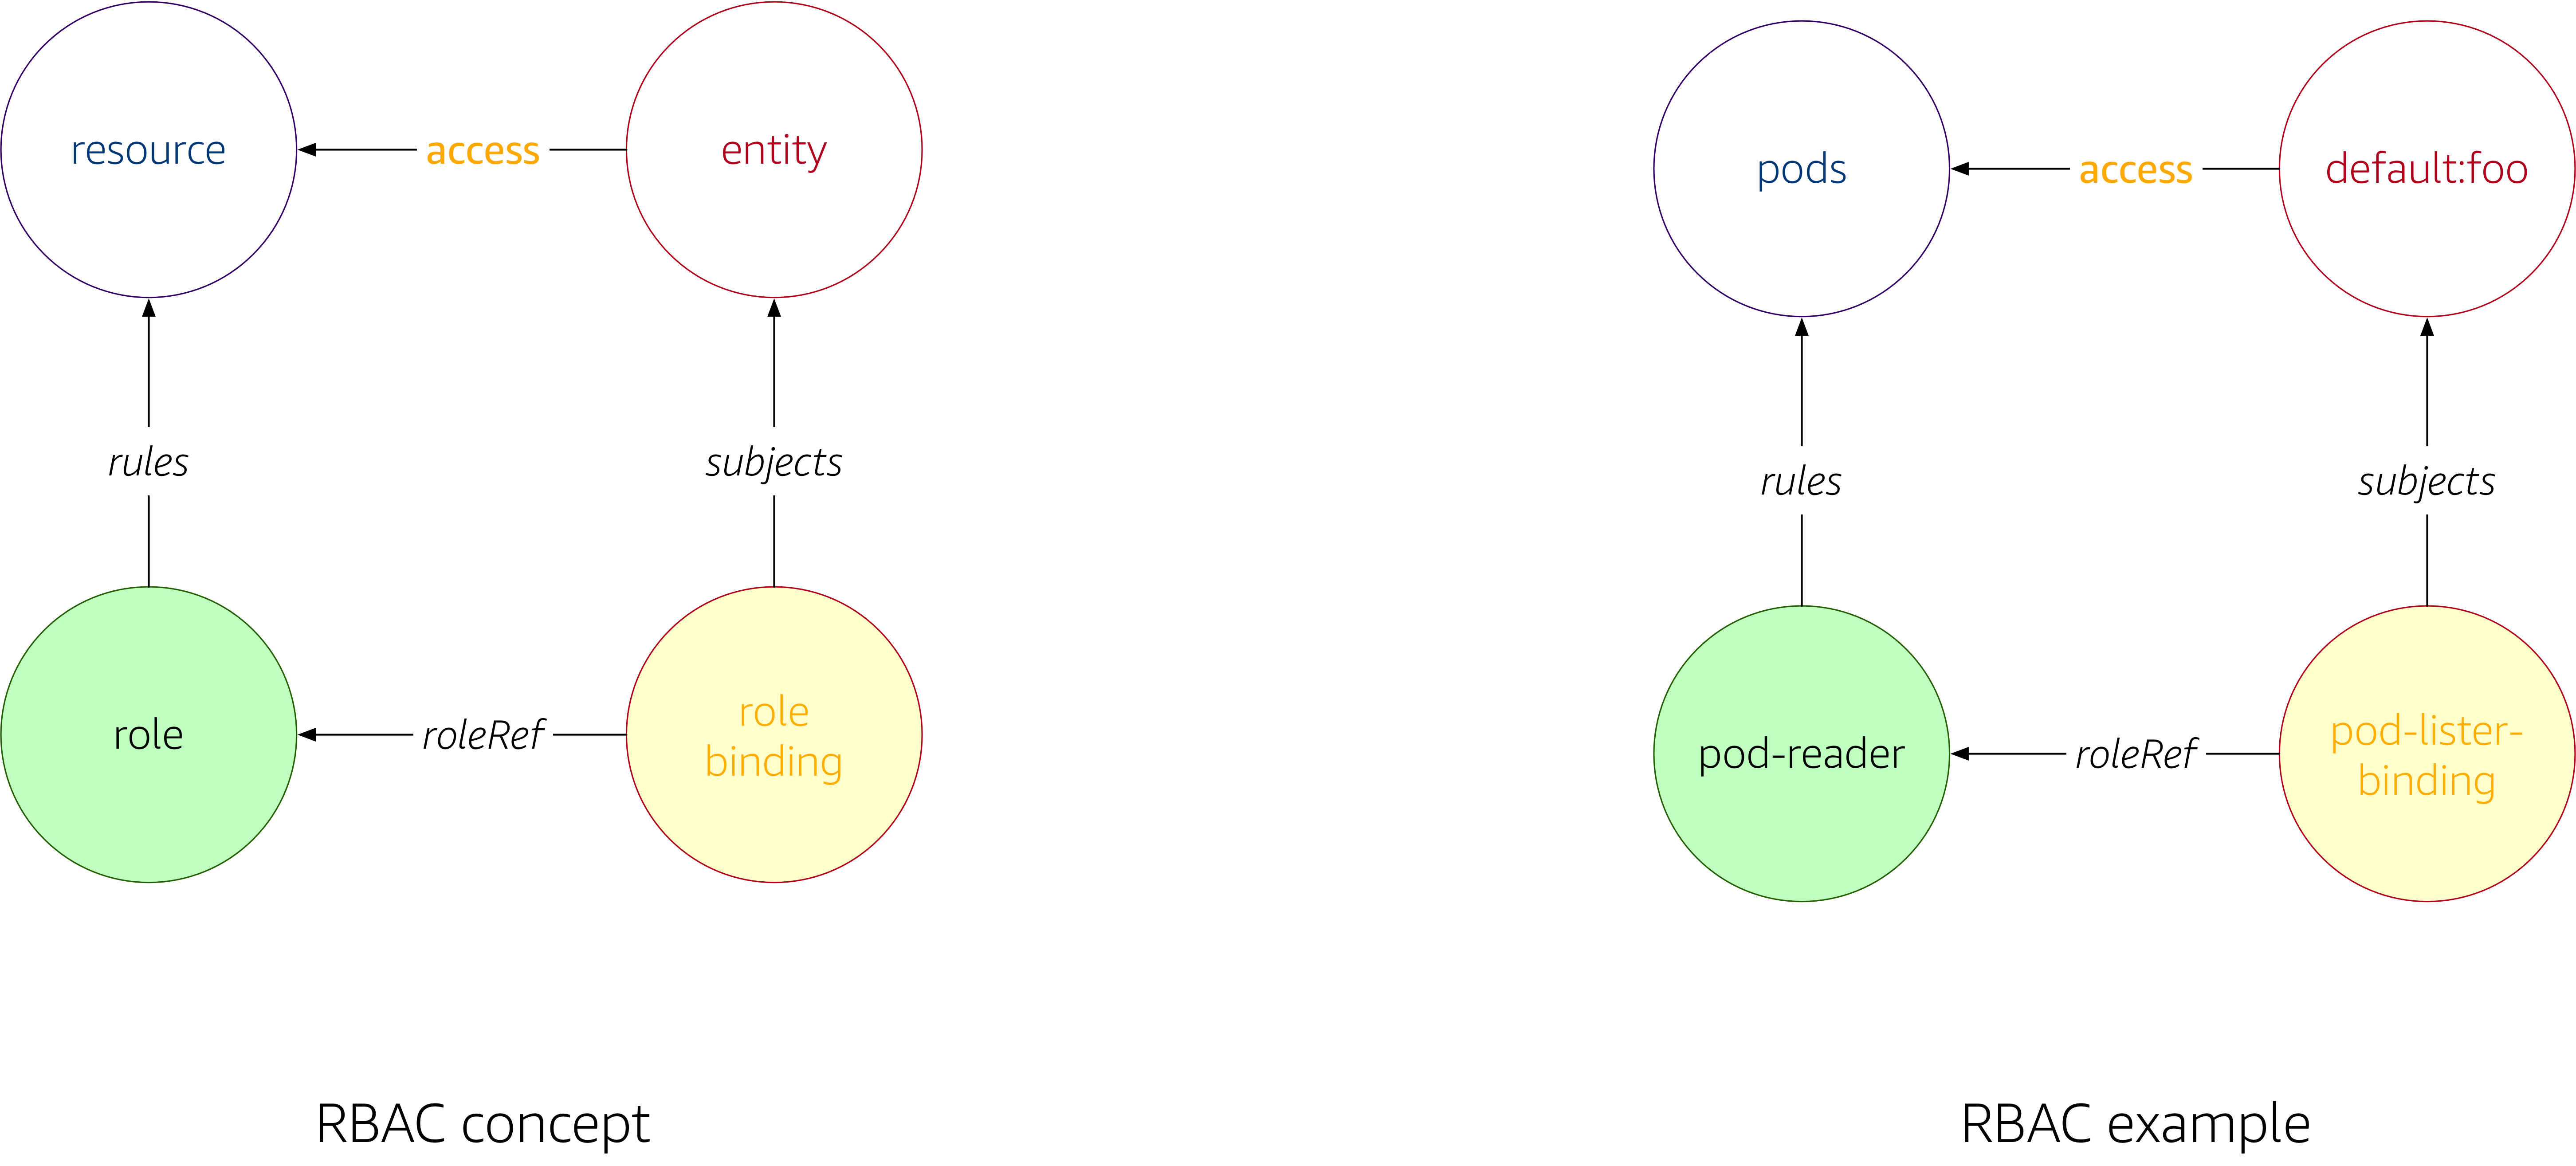 resource
access
entity
rules
subjects
role
roleRef
role
binding
RBAC concept
pods
access
default:foo
rules
subjects
pod-reader
roleRef
pod-lister-
binding
RBAC example